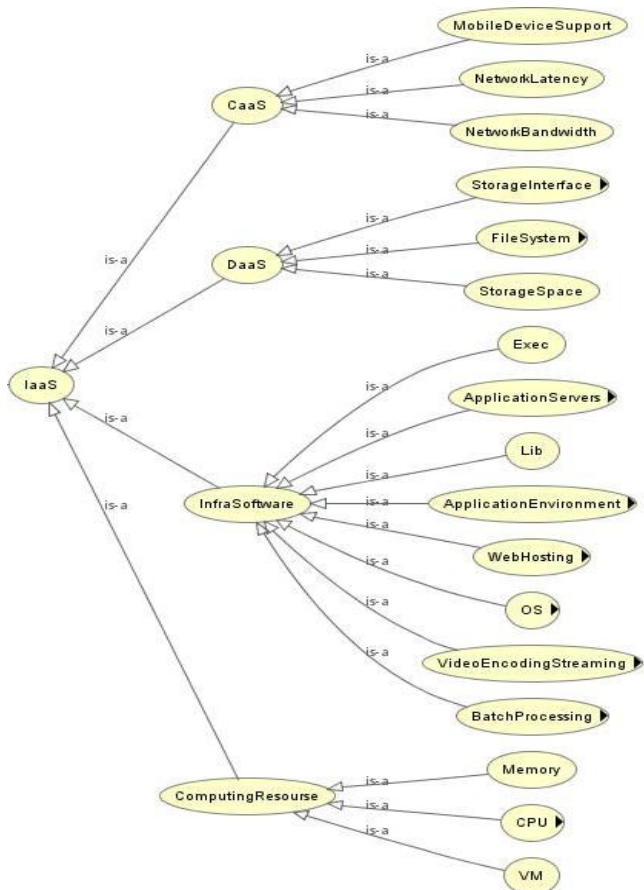 MobileDeviceSupport
is-a
NetworkLatency
is-a
CaaS
is-a
NetworkBandwidth
StorageInterface
is-a
FileSystem
is-a
is-a
DaaS
is-a
StorageSpace
is-a
Exec
IaaS
is-a
ApplicationServers
is-a
is-a
Lib
is-a
InfraSoftware
is-a
ApplicationEnvironment
is-a
is-a
WebHosting
is-a
OS
is-a
VideoEncodingStreaming
is-a
BatchProcessing
Memory
is-a
ComputingResourse
is-a
CPU
is-a
VM